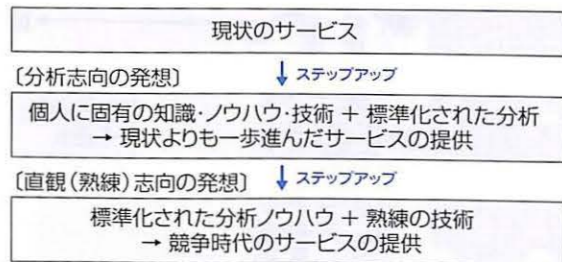 現状のサービス
〔分析志向の発想〕 ↓ ステップアップ
個人に固有の知識・ノウハウ・技術 + 標準化された分析
→ 現状よりも一歩進んだサービスの提供
〔直観(熟練)志向の発想〕 ↓ ステップアップ
標準化された分析ノウハウ + 熟練の技術
→ 競争時代のサービスの提供